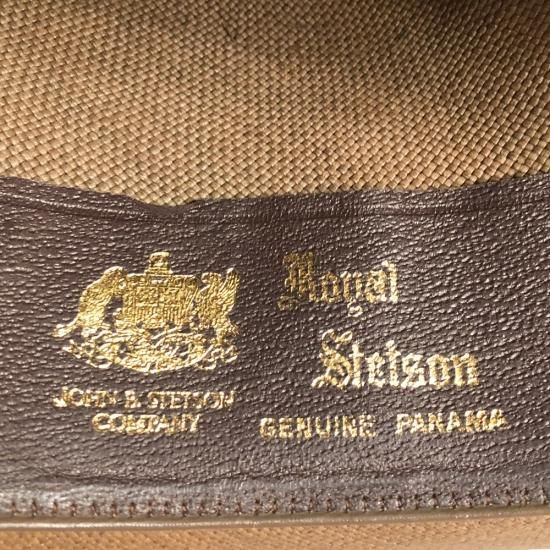 Royal
Stetson
GENUINE PANAMA
JOHN B. STETSON
COMPANY